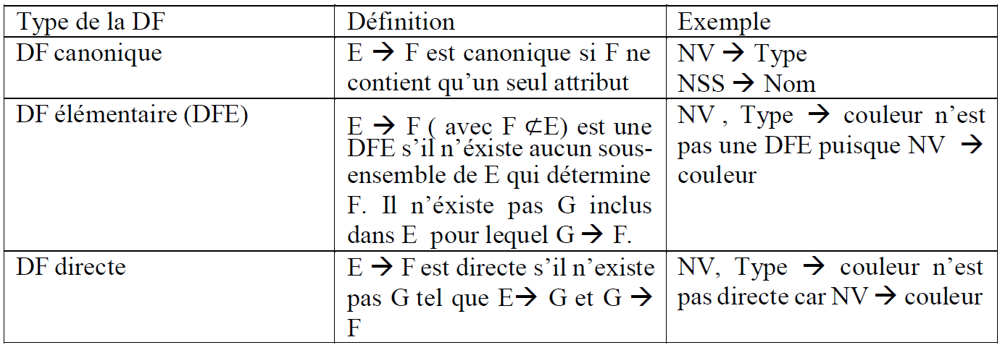 Type de la DF
Définition
Exemple
DF canonique
E → F est canonique si F ne
contient qu’un seul attribut
NV → Type
NSS → Nom
DF élémentaire (DFE)
E → F ( avec F ⊄E) est une
DFE s’il n’éxiste aucun sous-
ensemble de E qui détermine
F. Il n’éxiste pas G inclus
dans E pour lequel G → F.
NV , Type → couleur n’est
pas une DFE puisque NV →
couleur
DF directe
E → F est directe s’il n’existe
pas G tel que E→ G et G →
F
NV, Type → couleur n’est
pas directe car NV → couleur